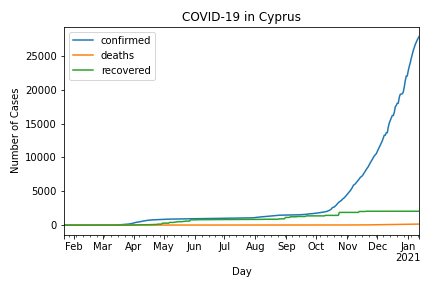 COVID-19 in Cyprus
confirmed
deaths
recovered
Number of Cases
25000
20000
15000
10000
5000
0
Feb Mar Apr May Jun Jul Aug Sep Oct Nov Dec Jan
2021
Day